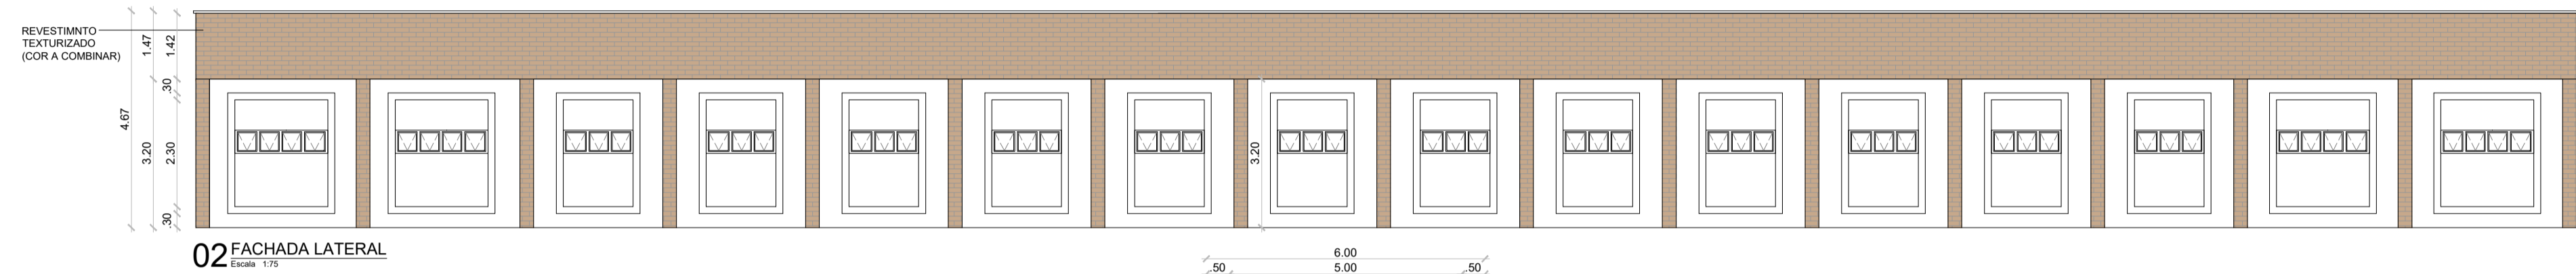 REVESTIMNTO
TEXTURIZADO
(COR A COMBINAR)
4.67
1.47
3.20
1.42
.30
2.30
.30
3.20
02 FACHADA LATERAL
Escala 1:75
6.00
.50 5.00 .50